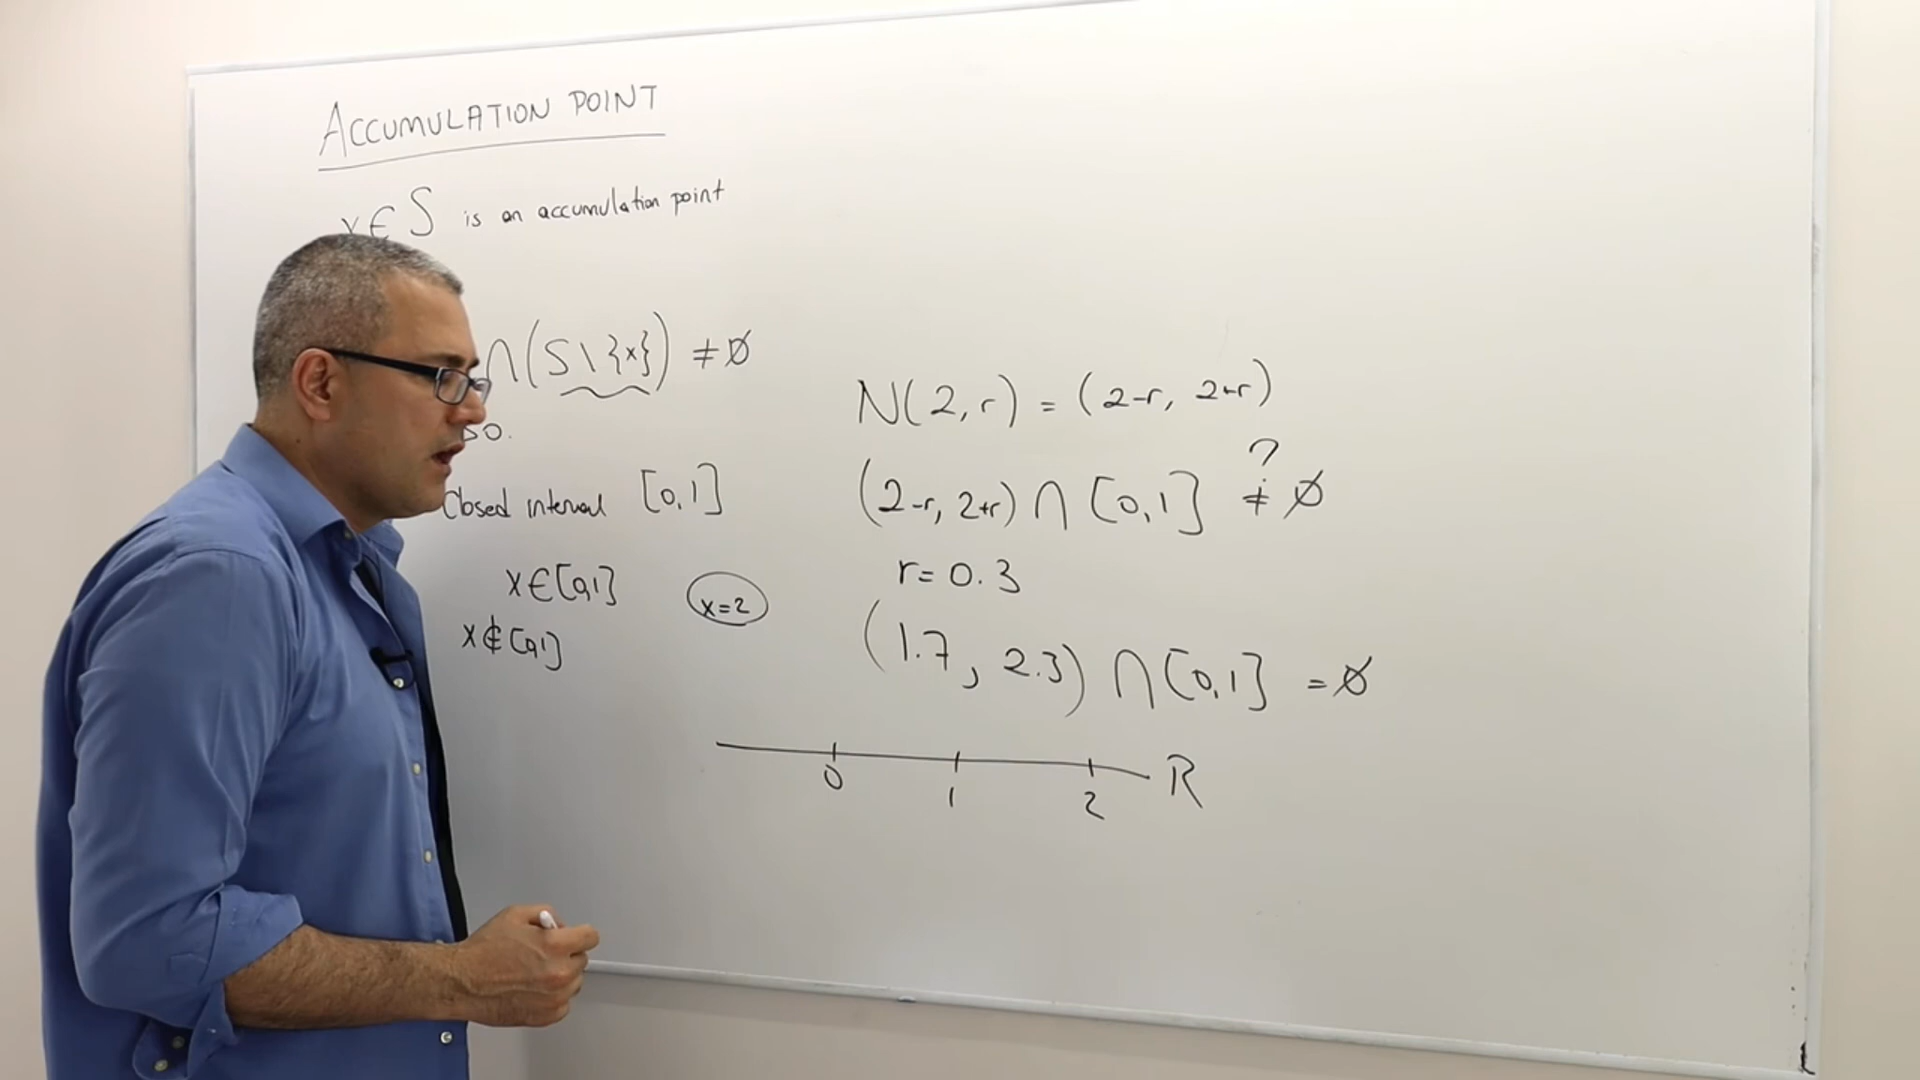 ACCUMULATION POINT
x∈S is an accumulation point
∩(S\{x}) ≠ ∅
>0.
Closed interval [0,1]
x∈[0,1]
x=2
x∉[0,1]
N(2,r) = (2-r, 2+r)
?
(2-r, 2+r) ∩ [0,1] ≠ ∅
r=0.3
(1.7, 2.3) ∩ [0,1] = ∅
0 1 2 R